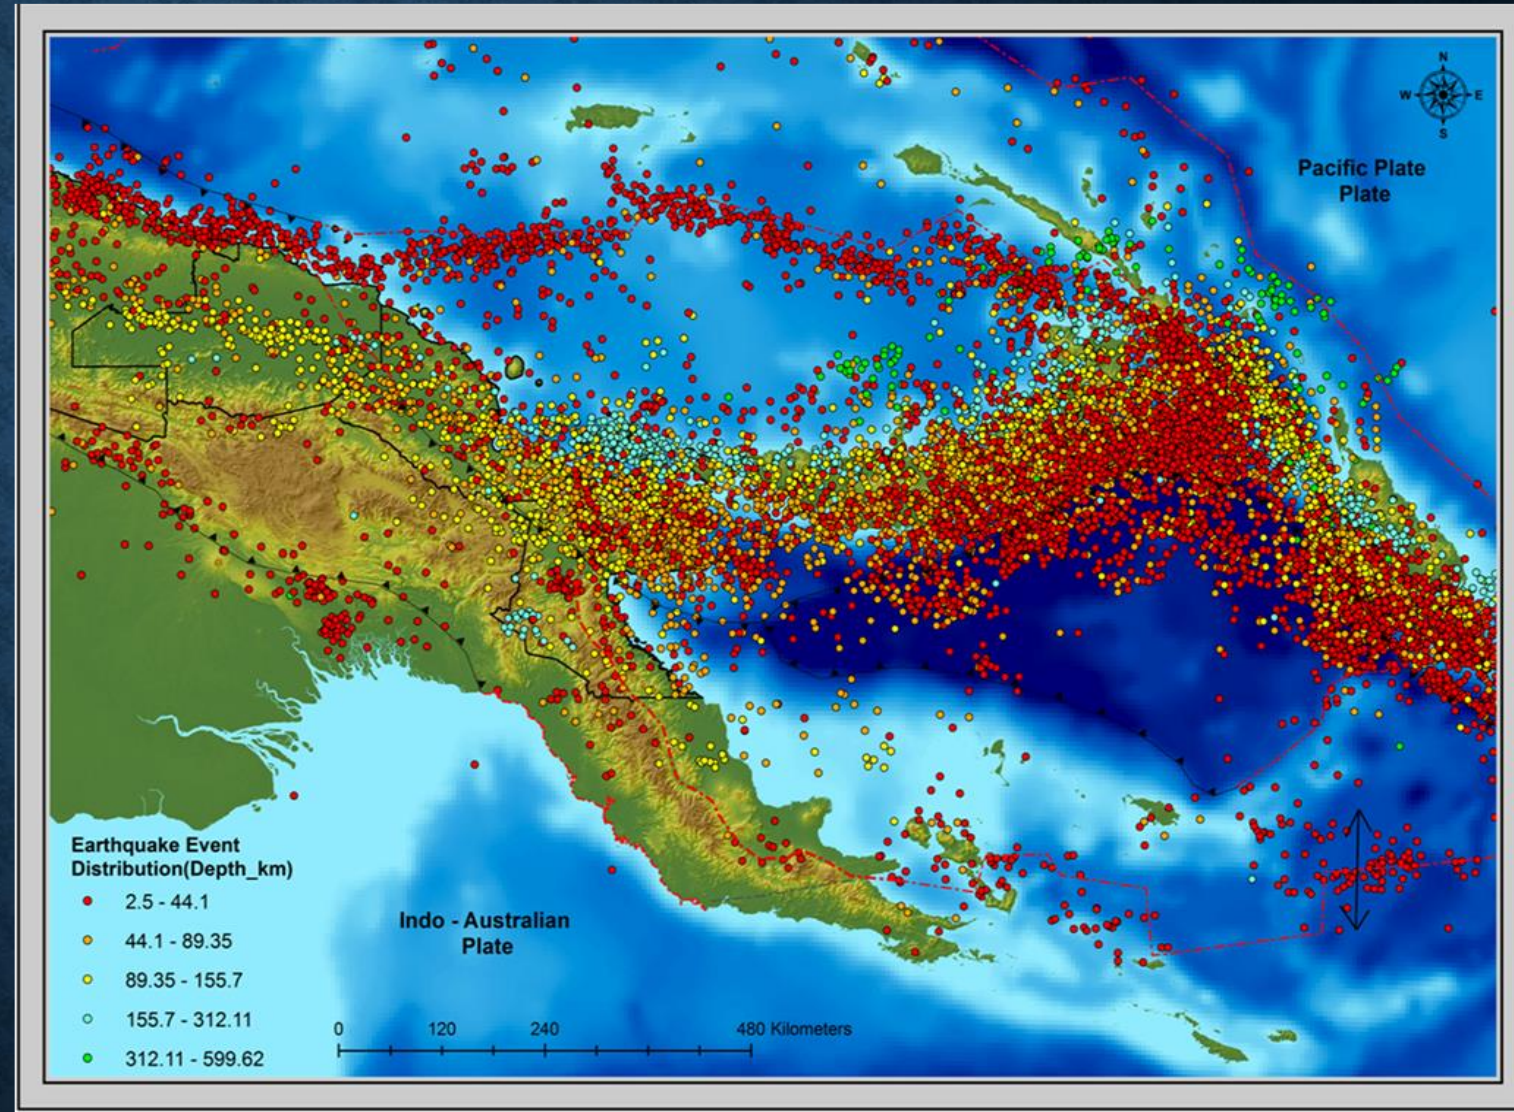 N
W E
S
Pacific Plate
Plate
Earthquake Event
Distribution(Depth_km)
2.5 - 44.1
44.1 - 89.35
89.35 - 155.7
155.7 - 312.11
312.11 - 599.62
Indo - Australian
Plate
0 120 240 480 Kilometers